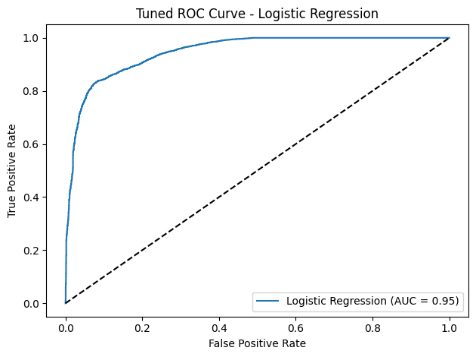 Tuned ROC Curve - Logistic Regression
True Positive Rate
1.0
0.8
0.6
0.4
0.2
0.0
0.0 0.2 0.4 0.6 0.8 1.0
Logistic Regression (AUC = 0.95)
False Positive Rate